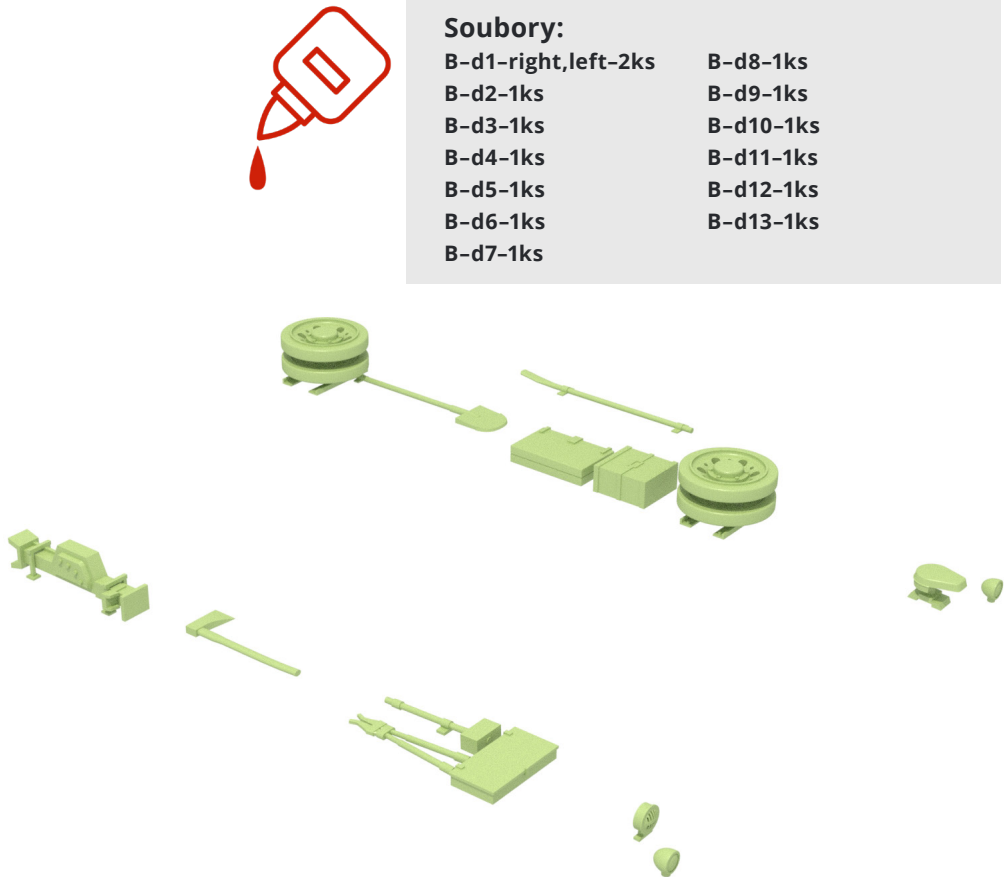 Soubory:
B–d1–right,left–2ks
B–d2–1ks
B–d3–1ks
B–d4–1ks
B–d5–1ks
B–d6–1ks
B–d7–1ks
B–d8–1ks
B–d9–1ks
B–d10–1ks
B–d11–1ks
B–d12–1ks
B–d13–1ks